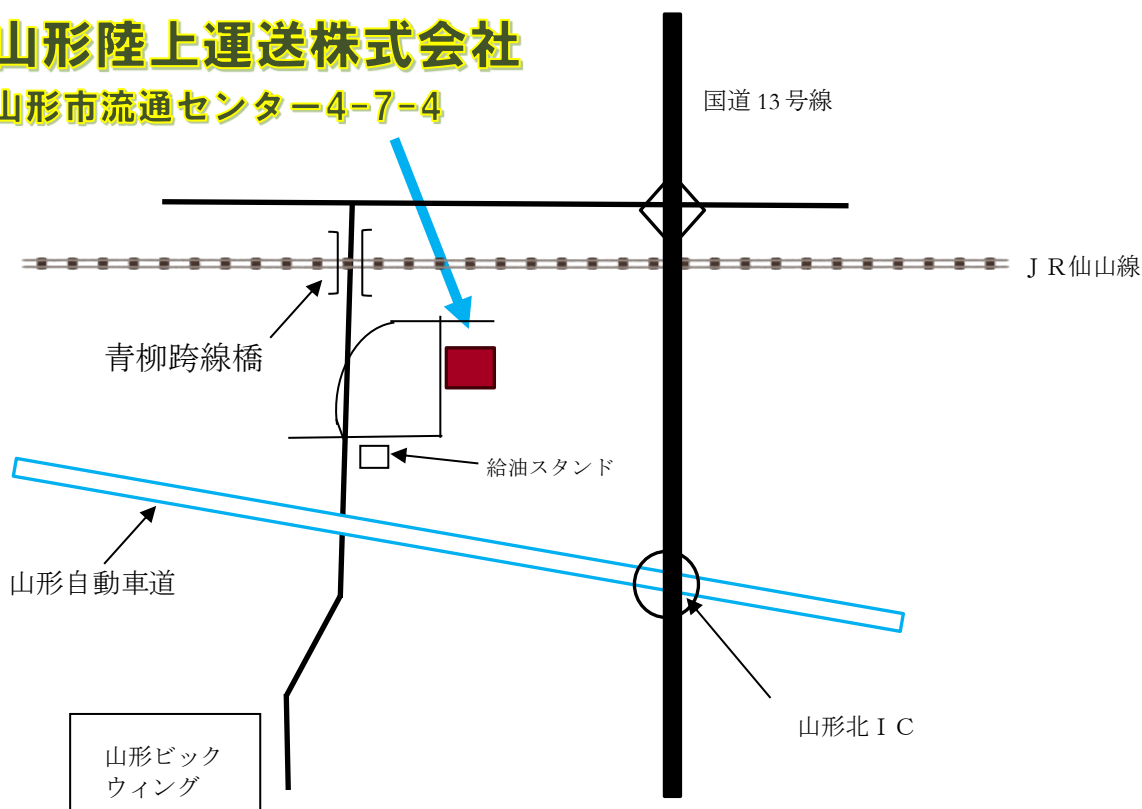 山形陸上運送株式会社
山形市流通センター4-7-4
国道 13 号線
ＪＲ仙山線
青柳跨線橋
給油スタンド
山形自動車道
山形北ＩＣ
山形ビック
ウィング